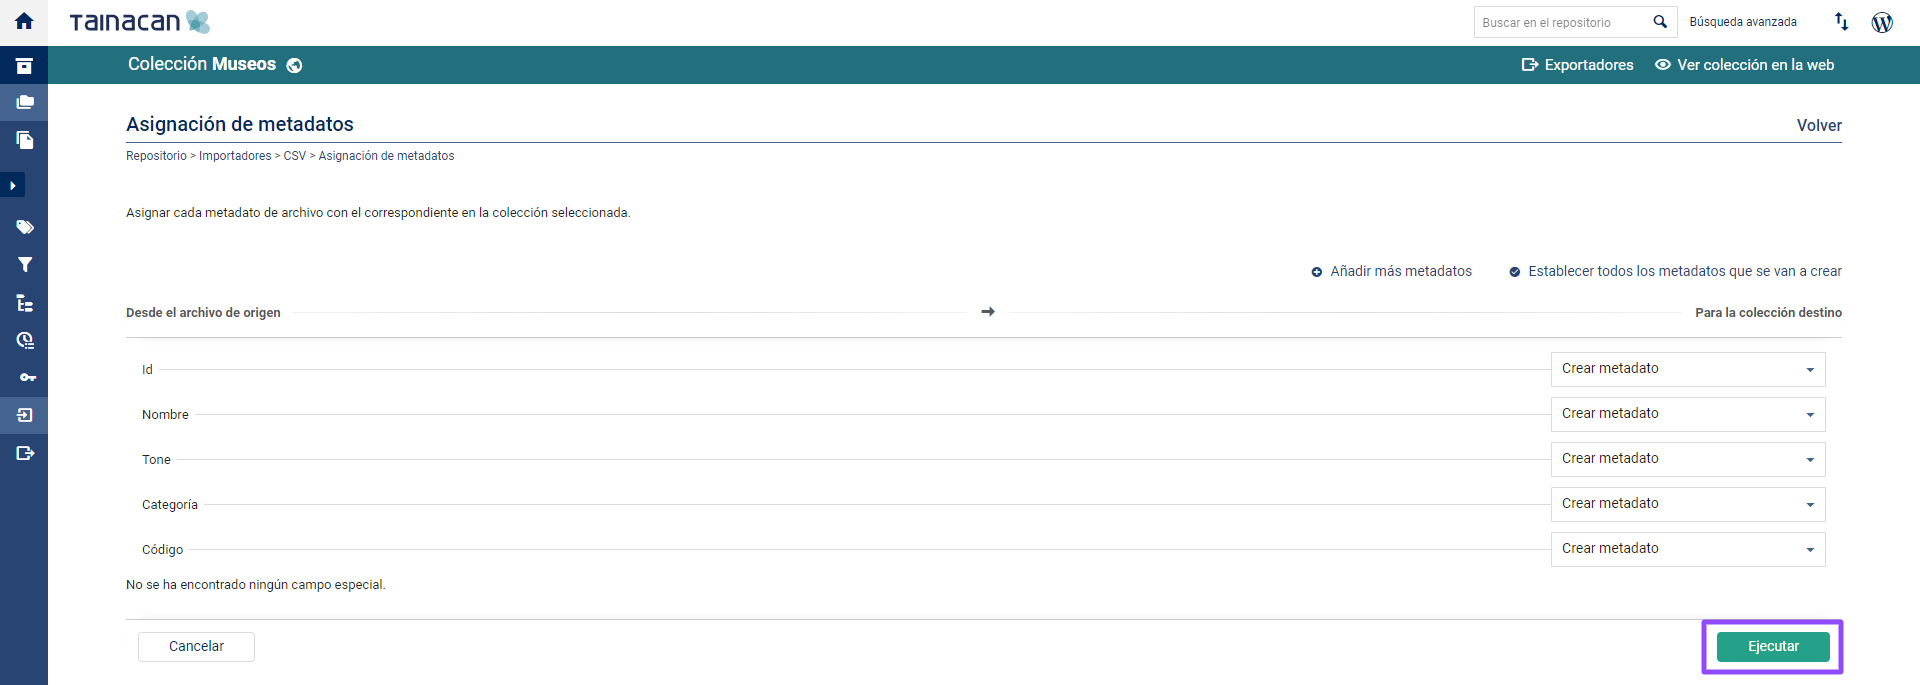 TAINACAN
Buscar en el repositorio
Búsqueda avanzada
Colección Museos
Exportadores
Ver colección en la web
Asignación de metadatos
Volver
Repositorio > Importadores > CSV > Asignación de metadatos
Asignar cada metadato de archivo con el correspondiente en la colección seleccionada.
Añadir más metadatos
Establecer todos los metadatos que se van a crear
Desde el archivo de origen
Para la colección destino
Id
Crear metadato
Nombre
Crear metadato
Tone
Crear metadato
Categoría
Crear metadato
Código
Crear metadato
No se ha encontrado ningún campo especial.
Cancelar
Ejecutar